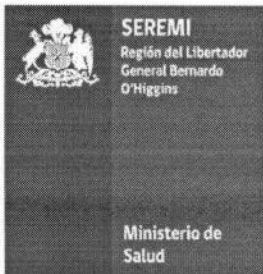 SEREMI
Región del Libertador
General Bernardo
O'Higgins
Ministerio de
Salud